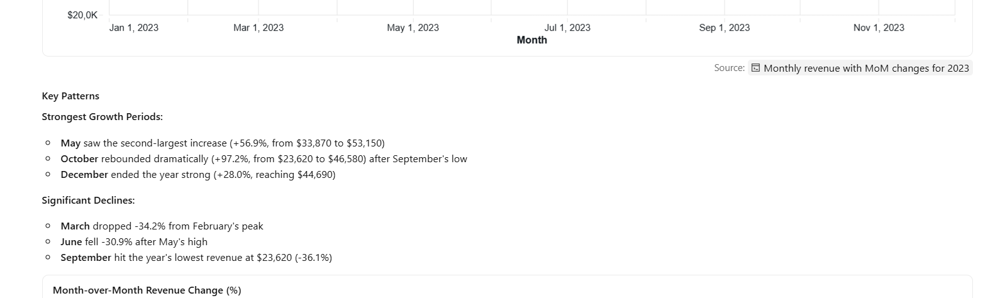 $20,0K
Jan 1, 2023 Mar 1, 2023 May 1, 2023 Jul 1, 2023 Sep 1, 2023 Nov 1, 2023
Month
Source: Monthly revenue with MoM changes for 2023
Key Patterns
Strongest Growth Periods:
May saw the second-largest increase (+56.9%, from $33,870 to $53,150)
October rebounded dramatically (+97.2%, from $23,620 to $46,580) after September's low
December ended the year strong (+28.0%, reaching $44,690)
Significant Declines:
March dropped -34.2% from February's peak
June fell -30.9% after May's high
September hit the year's lowest revenue at $23,620 (-36.1%)
Month-over-Month Revenue Change (%)